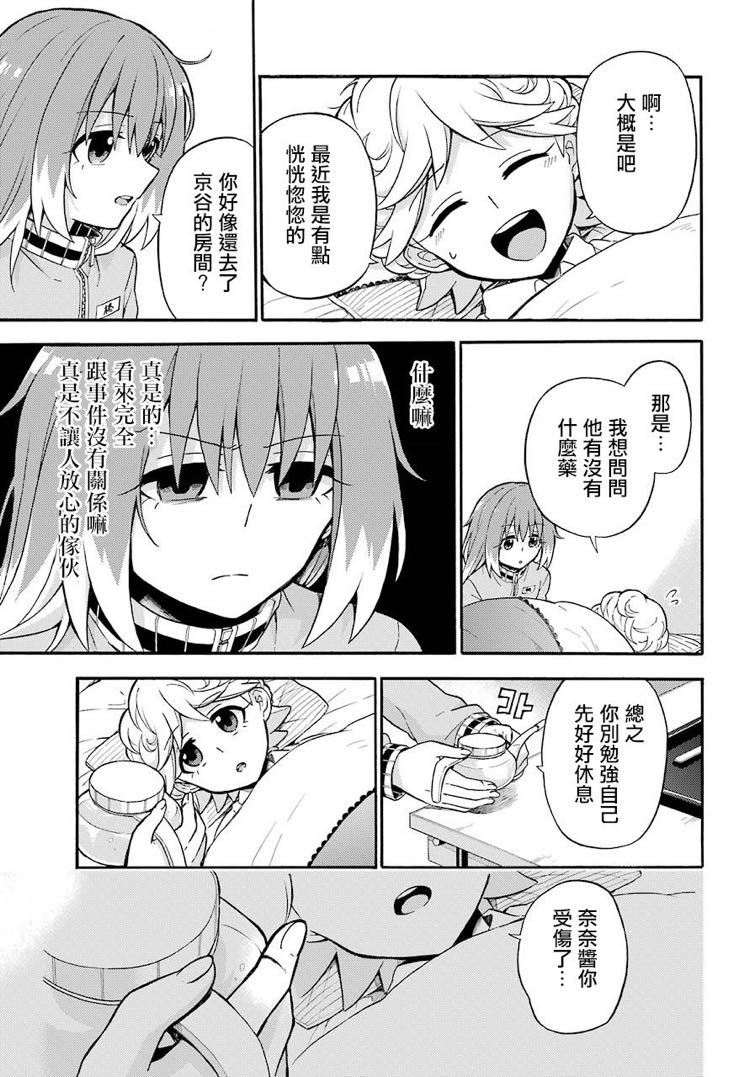 啊…
大概是吧
最近我是有點
恍恍惚惚的
你好像還去了
京谷的房間？
那是…
我想問問
他有沒有
什麼藥
什麼嘛
真是的…
看來完全
跟事件沒有關係嘛
真是不讓人放心的傢伙
總之
你別勉強自己
先好好休息
コト
奈奈醬你
受傷了…